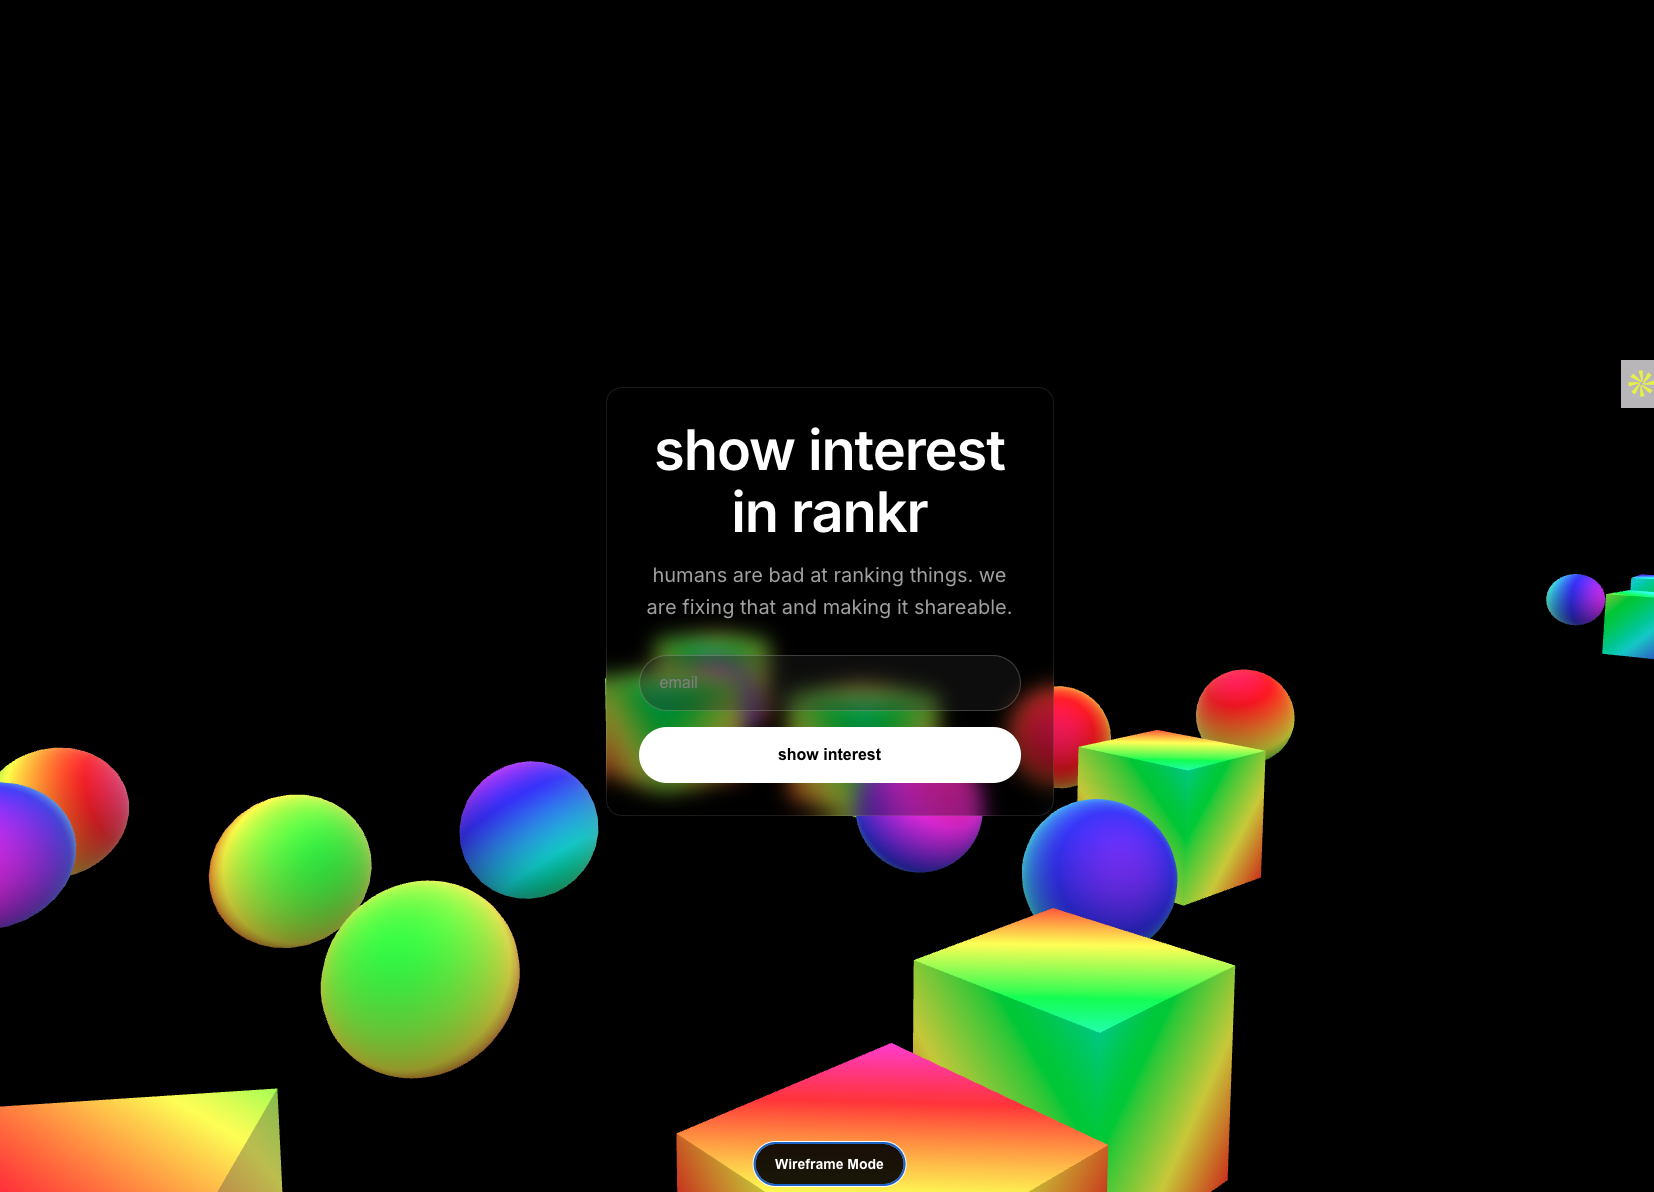 show interest
in rankr
humans are bad at ranking things. we
are fixing that and making it shareable.
email
show interest
Wireframe Mode